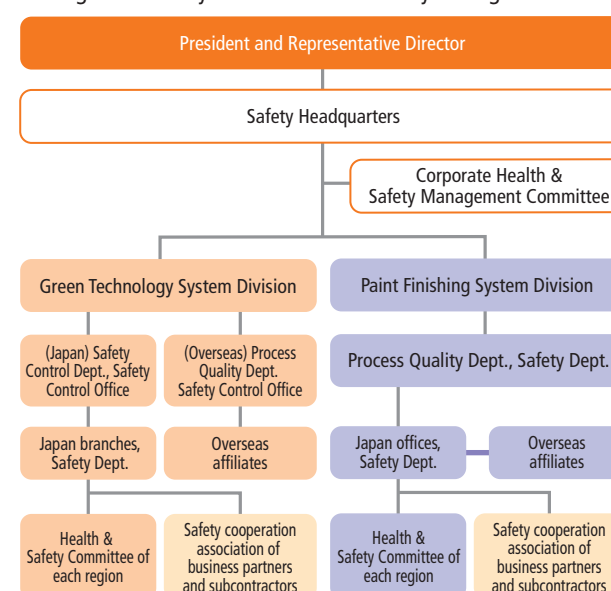 President and Representative Director
Safety Headquarters
Corporate Health &
Safety Management Committee
Green Technology System Division
Paint Finishing System Division
(Japan) Safety
Control Dept., Safety
Control Office
(Overseas) Process
Quality Dept.
Safety Control Office
Process Quality Dept., Safety Dept.
Japan branches,
Safety Dept.
Overseas
affiliates
Japan offices,
Safety Dept.
Overseas
affiliates
Health &
Safety Committee of
each region
Safety cooperation
association of
business partners
and subcontractors
Health &
Safety Committee of
each region
Safety cooperation
association of
business partners
and subcontractors